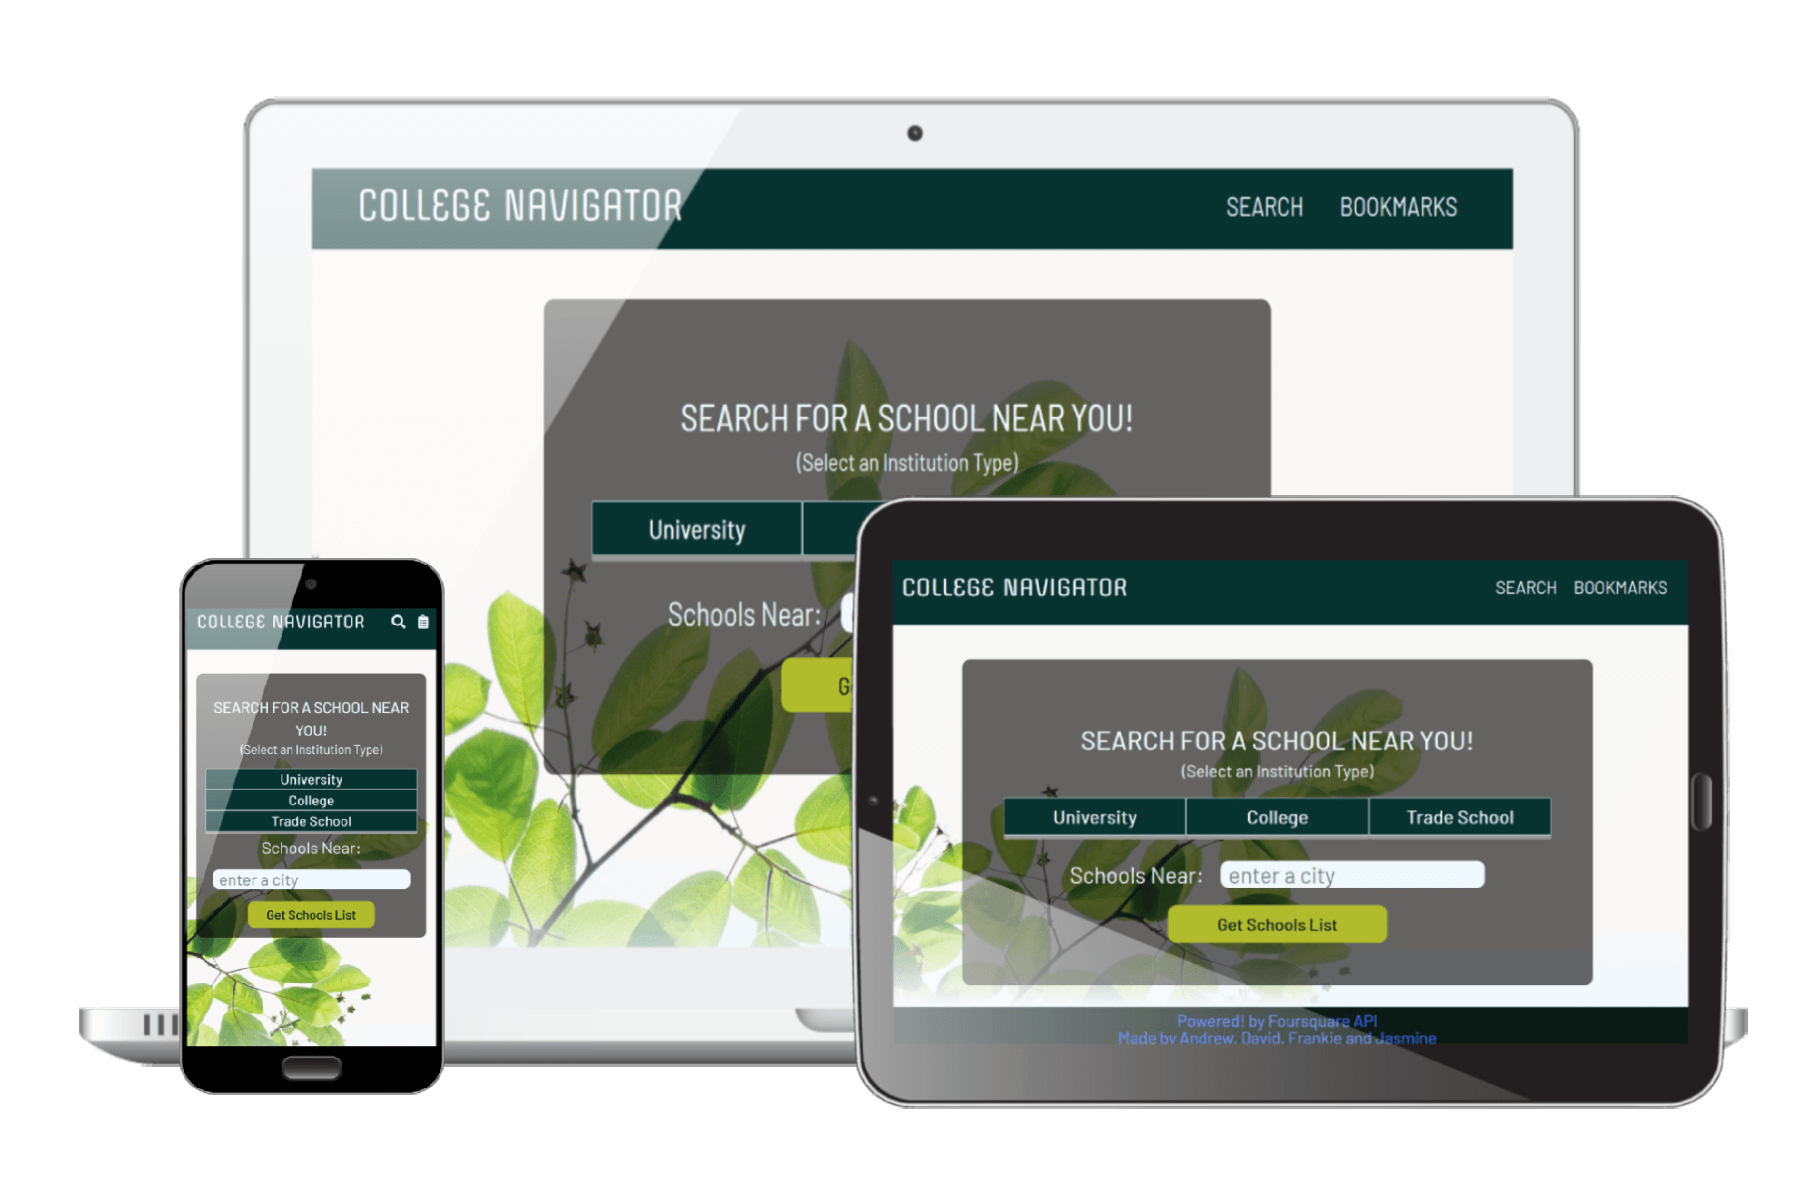 COLLEGE NAVIGATOR
SEARCH BOOKMARKS
SEARCH FOR A SCHOOL NEAR YOU!
(Select an Institution Type)
University
Schools Near:
COLLEGE NAVIGATOR
SEARCH FOR A SCHOOL NEAR
YOU!
(Select an Institution Type)
University
College
Trade School
Schools Near:
enter a city
Get Schools List
COLLEGE NAVIGATOR
SEARCH BOOKMARKS
SEARCH FOR A SCHOOL NEAR YOU!
(Select an Institution Type)
University College Trade School
Schools Near: enter a city
Get Schools List
Powered! by Foursquare API
Made by Andrew, David, Frankie and Jasmine